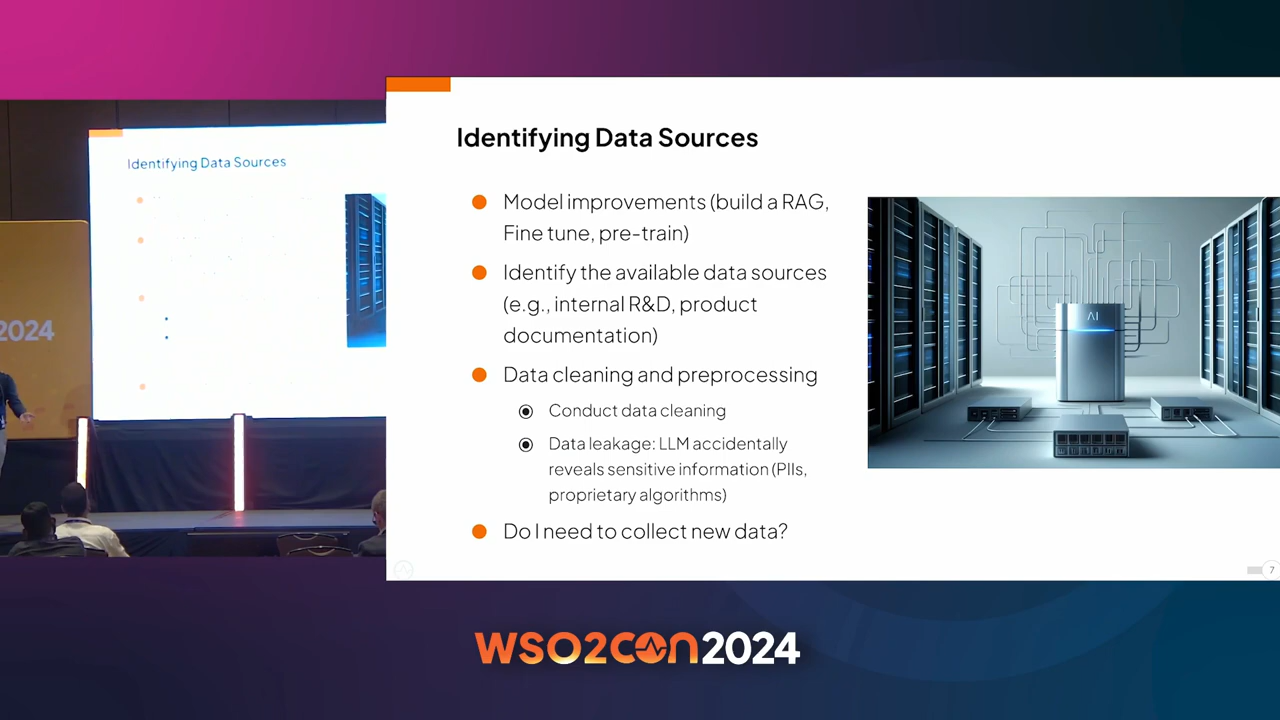 Identifying Data Sources
2024
Identifying Data Sources
Model improvements (build a RAG,
Fine tune, pre-train)
Identify the available data sources
(e.g., internal R&D, product
documentation)
Data cleaning and preprocessing
Conduct data cleaning
Data leakage: LLM accidentally
reveals sensitive information (PIIs,
proprietary algorithms)
Do I need to collect new data?
AI
7
WSO2CON2024